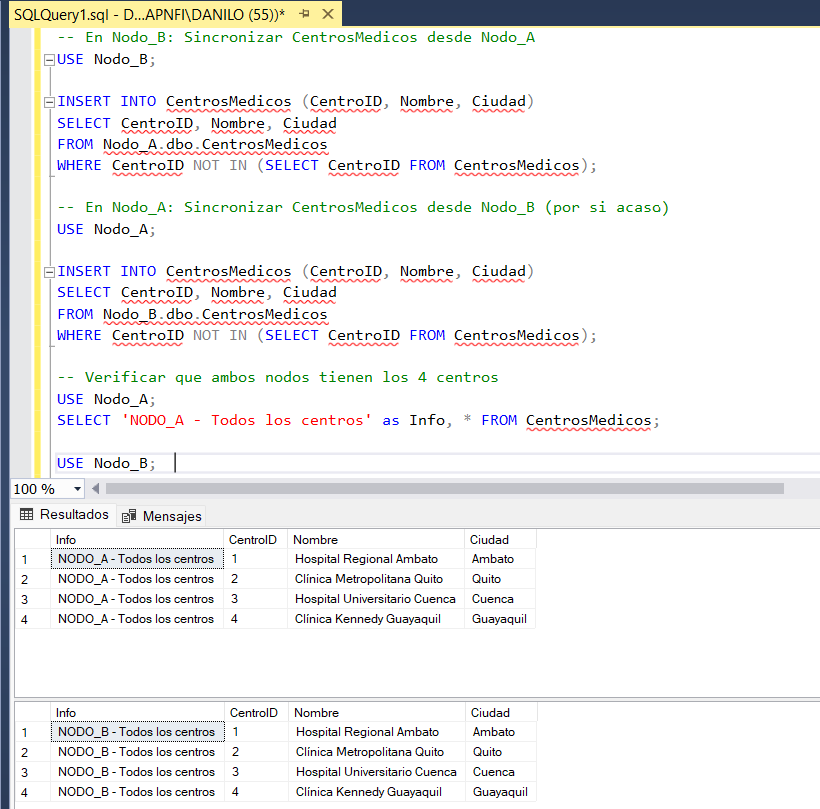 SQLQuery1.sql - D...APNFI\DANILO (55))*
-- En Nodo_B: Sincronizar CentrosMedicos desde Nodo_A
USE Nodo_B;
INSERT INTO CentrosMedicos (CentroID, Nombre, Ciudad)
SELECT CentroID, Nombre, Ciudad
FROM Nodo_A.dbo.CentrosMedicos
WHERE CentroID NOT IN (SELECT CentroID FROM CentrosMedicos);
-- En Nodo_A: Sincronizar CentrosMedicos desde Nodo_B (por si acaso)
USE Nodo_A;
INSERT INTO CentrosMedicos (CentroID, Nombre, Ciudad)
SELECT CentroID, Nombre, Ciudad
FROM Nodo_B.dbo.CentrosMedicos
WHERE CentroID NOT IN (SELECT CentroID FROM CentrosMedicos);
-- Verificar que ambos nodos tienen los 4 centros
USE Nodo_A;
SELECT 'NODO_A - Todos los centros' as Info, * FROM CentrosMedicos;
USE Nodo_B;
100 %
Resultados Mensajes
Info CentroID Nombre Ciudad
1 NODO_A - Todos los centros 1 Hospital Regional Ambato Ambato
2 NODO_A - Todos los centros 2 Clínica Metropolitana Quito Quito
3 NODO_A - Todos los centros 3 Hospital Universitario Cuenca Cuenca
4 NODO_A - Todos los centros 4 Clínica Kennedy Guayaquil Guayaquil
Info CentroID Nombre Ciudad
1 NODO_B - Todos los centros 1 Hospital Regional Ambato Ambato
2 NODO_B - Todos los centros 2 Clínica Metropolitana Quito Quito
3 NODO_B - Todos los centros 3 Hospital Universitario Cuenca Cuenca
4 NODO_B - Todos los centros 4 Clínica Kennedy Guayaquil Guayaquil